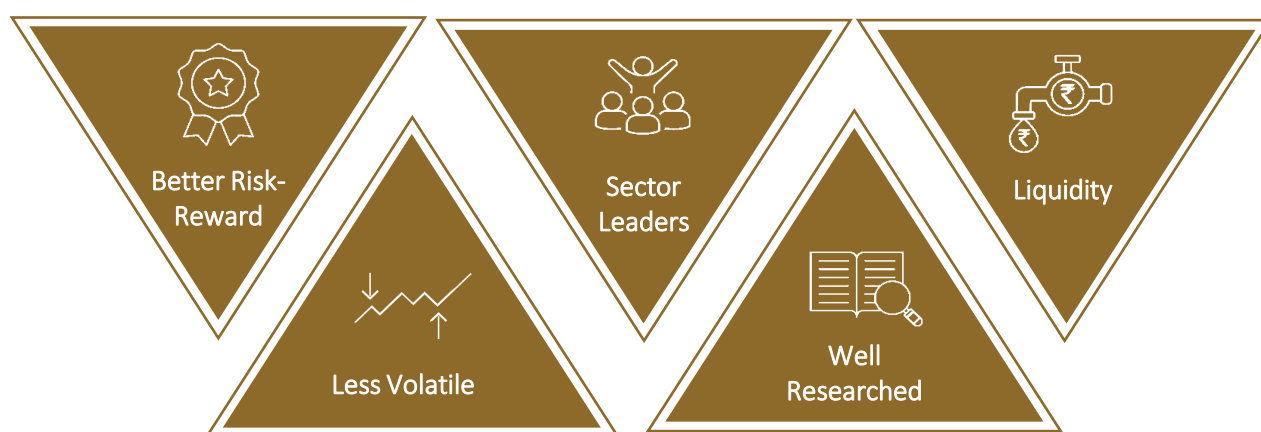 Better Risk-
Reward
Less Volatile
Sector
Leaders
Well
Researched
₹
₹
Liquidity